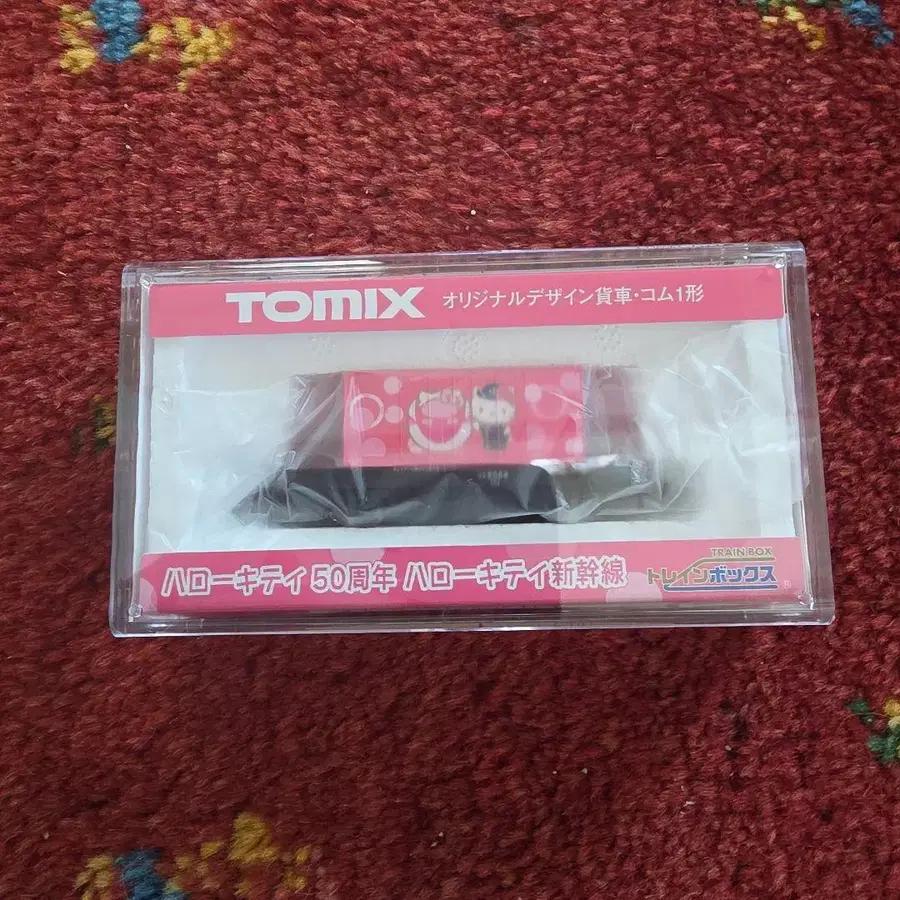 TOMIX オリジナルデザイン貨車・コム1形
TRAIN BOX
ハローキティ 50周年 ハローキティ新幹線 トレインボックス